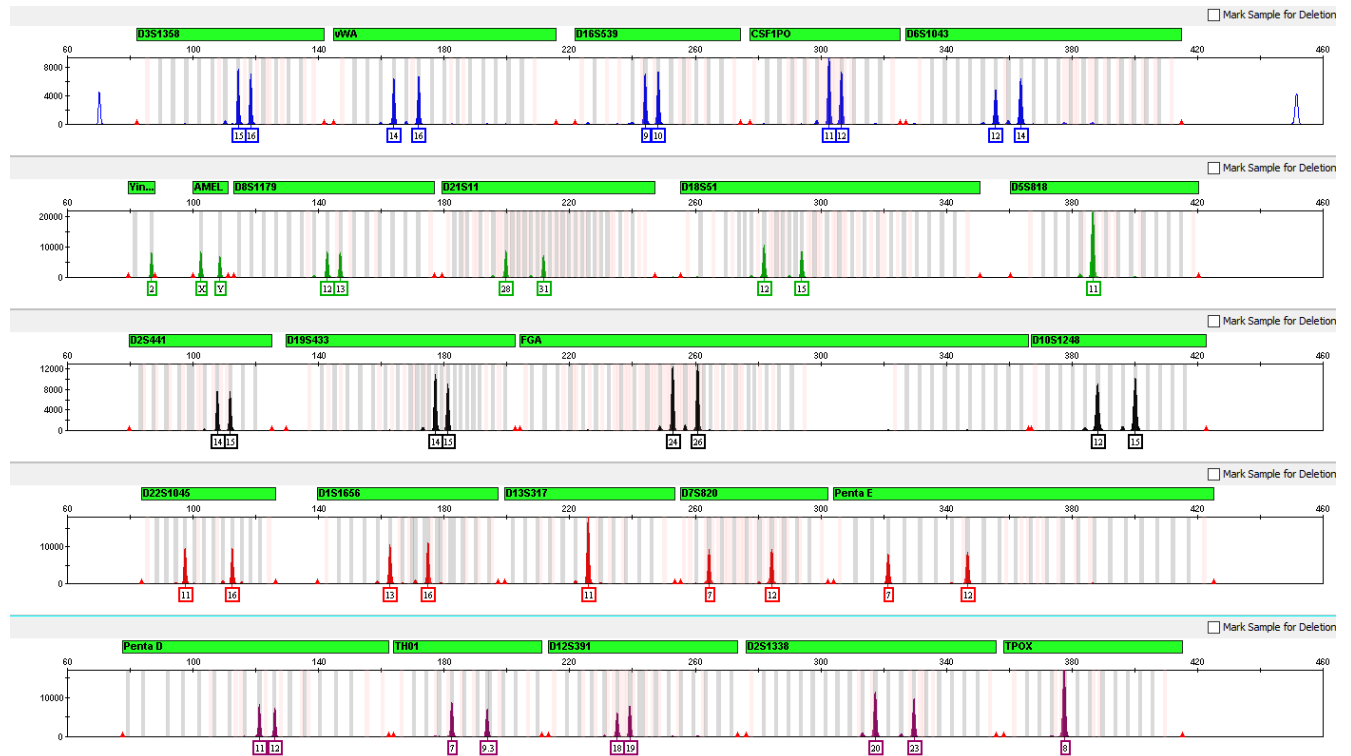 Mark Sample for Deletion
D3S1358 vWA D16S539 CSF1PO D6S1043
60 100 140 180 220 260 300 340 380 420 460
8000
4000
0
15 16 14 16 9 10 11 12 12 14
Mark Sample for Deletion
Yin... AMEL D8S1179 D21S11 D18S51 D5S818
60 100 140 180 220 260 300 340 380 420 460
20000
10000
0
2 X Y 12 13 28 31 12 15 11
Mark Sample for Deletion
D2S441 D19S433 FGA D10S1248
60 100 140 180 220 260 300 340 380 420 460
12000
8000
4000
0
14 15 14 15 24 26 12 15
Mark Sample for Deletion
D22S1045 D1S1656 D13S317 D7S820 Penta E
60 100 140 180 220 260 300 340 380 420 460
10000
0
11 16 13 16 11 7 12 7 12
Mark Sample for Deletion
Penta D TH01 D12S391 D2S1338 TPOX
60 100 140 180 220 260 300 340 380 420 460
10000
0
11 12 7 9.3 18 19 20 23 8